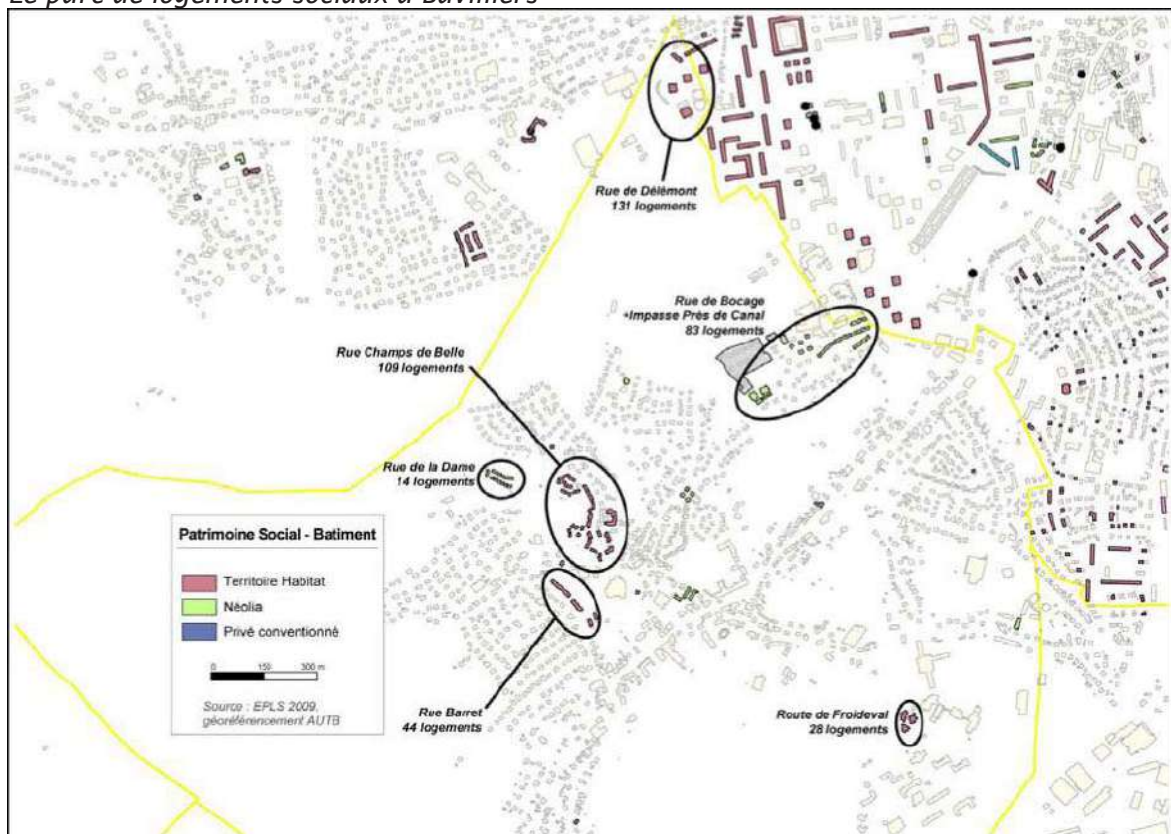 Le parc de logements sociaux à Bavilliers
Rue de Délémont
131 logements
Rue de Bocage
+Impasse Près de Canal
83 logements
Rue Champs de Belle
109 logements
Rue de la Dame
14 logements
Patrimoine Social - Batiment
Territoire Habitat
Néolia
Privé conventionné
0 150 300 m
Source : EPLS 2009,
géoréférencement AUTB
Rue Barret
44 logements
Route de Froideval
28 logements